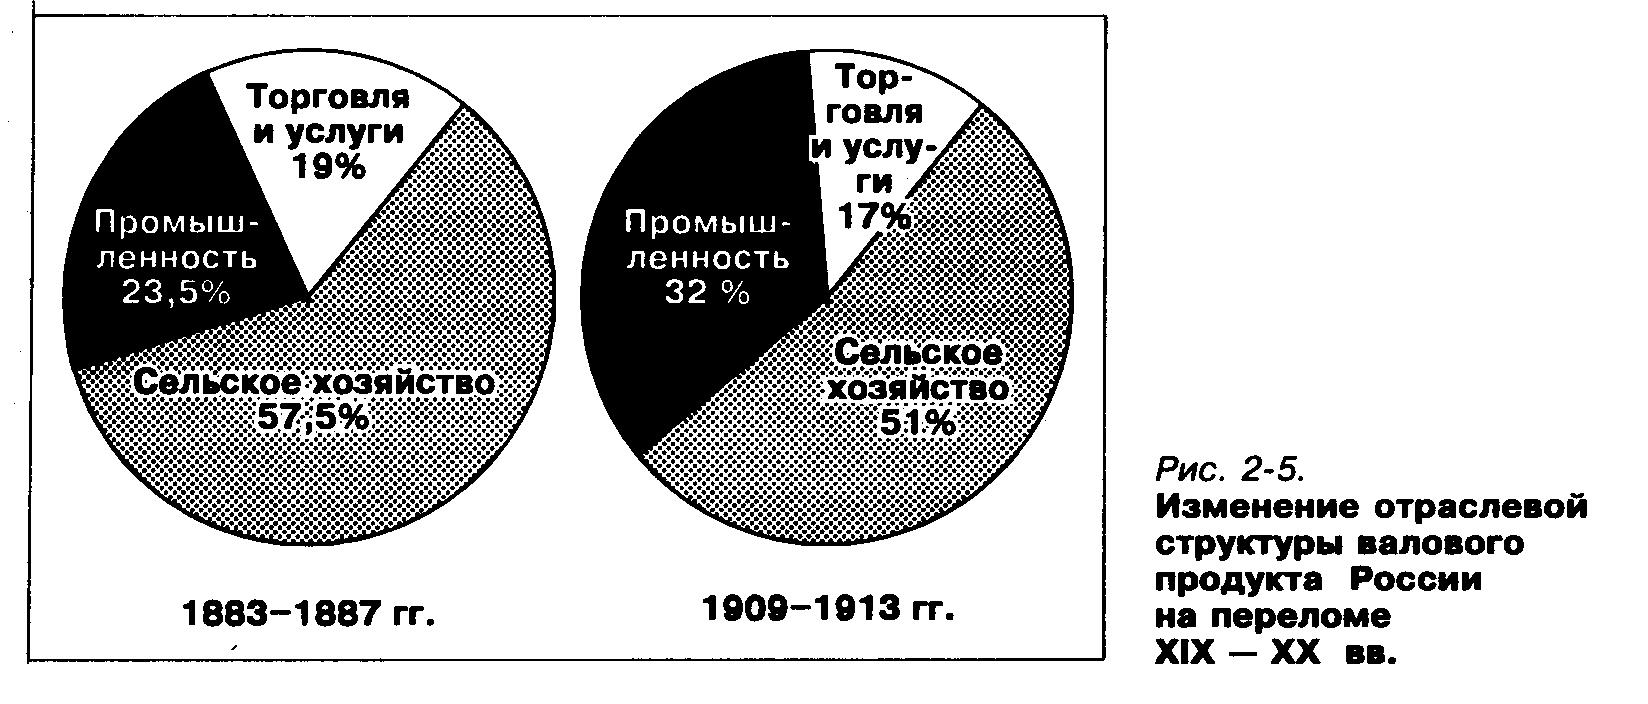 Торговля
и услуги
19%
Промыш-
ленность
23,5%
Сельское хозяйство
57,5%
1883–1887 гг.
Тор-
говля
и услу-
ги
17%
Промыш-
ленность
32 %
Сельское
хозяйство
51%
1909–1913 гг.
Рис. 2-5.
Изменение отраслевой
структуры валового
продукта России
на переломе
XIX — XX вв.